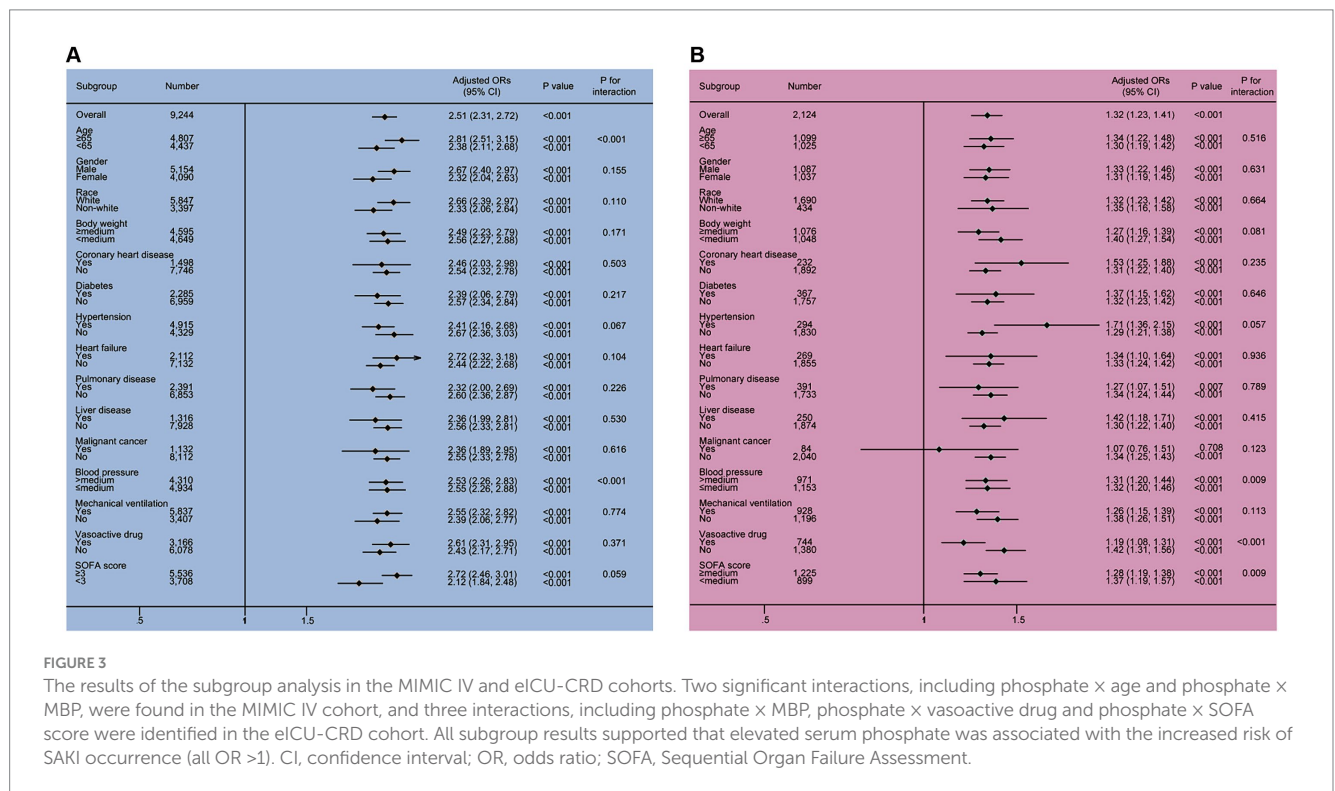 A
Subgroup Number Adjusted ORs (95% CI) P value P for interaction
Overall 9,244 2.51 (2.31, 2.72) <0.001
Age
≥65 4,807 2.81 (2.51, 3.15) <0.001 <0.001
<65 4,437 2.38 (2.11, 2.68) <0.001
Gender
Male 5,154 2.67 (2.40, 2.97) <0.001 0.155
Female 4,090 2.32 (2.04, 2.63) <0.001
Race
White 5,847 2.66 (2.39, 2.97) <0.001 0.110
Non-white 3,397 2.33 (2.06, 2.64) <0.001
Body weight
≥medium 4,595 2.49 (2.23, 2.79) <0.001 0.171
<medium 4,649 2.56 (2.27, 2.88) <0.001
Coronary heart disease
Yes 1,498 2.46 (2.03, 2.98) <0.001 0.503
No 7,746 2.54 (2.32, 2.78) <0.001
Diabetes
Yes 2,285 2.39 (2.06, 2.79) <0.001 0.217
No 6,959 2.57 (2.34, 2.84) <0.001
Hypertension
Yes 4,915 2.41 (2.16, 2.68) <0.001 0.067
No 4,329 2.67 (2.36, 3.03) <0.001
Heart failure
Yes 2,112 2.72 (2.32, 3.18) <0.001 0.104
No 7,132 2.44 (2.22, 2.68) <0.001
Pulmonary disease
Yes 2,391 2.32 (2.00, 2.69) <0.001 0.226
No 6,853 2.60 (2.36, 2.87) <0.001
Liver disease
Yes 1,316 2.36 (1.99, 2.81) <0.001 0.530
No 7,928 2.56 (2.33, 2.81) <0.001
Malignant cancer
Yes 1,132 2.36 (1.89, 2.95) <0.001 0.616
No 8,112 2.55 (2.33, 2.78) <0.001
Blood pressure
>medium 4,310 2.53 (2.26, 2.83) <0.001 <0.001
≤medium 4,934 2.55 (2.26, 2.88) <0.001
Mechanical ventilation
Yes 5,837 2.55 (2.32, 2.82) <0.001 0.774
No 3,407 2.39 (2.06, 2.77) <0.001
Vasoactive drug
Yes 3,166 2.61 (2.31, 2.95) <0.001 0.371
No 6,078 2.43 (2.17, 2.71) <0.001
SOFA score
≥3 5,536 2.72 (2.46, 3.01) <0.001 0.059
<3 3,708 2.12 (1.84, 2.48) <0.001
.5 1 1.5
B
Subgroup Number Adjusted ORs (95% CI) P value P for interaction
Overall 2,124 1.32 (1.23, 1.41) <0.001
Age
≥65 1,099 1.34 (1.22, 1.48) <0.001 0.516
<65 1,025 1.30 (1.19, 1.42) <0.001
Gender
Male 1,087 1.33 (1.22, 1.46) <0.001 0.631
Female 1,037 1.31 (1.19, 1.45) <0.001
Race
White 1,690 1.32 (1.23, 1.42) <0.001 0.664
Non-white 434 1.35 (1.16, 1.58) <0.001
Body weight
≥medium 1,076 1.27 (1.16, 1.39) <0.001 0.081
<medium 1,048 1.40 (1.27, 1.54) <0.001
Coronary heart disease
Yes 232 1.53 (1.25, 1.88) <0.001 0.235
No 1,892 1.31 (1.22, 1.40) <0.001
Diabetes
Yes 367 1.37 (1.15, 1.62) <0.001 0.646
No 1,757 1.32 (1.23, 1.42) <0.001
Hypertension
Yes 294 1.71 (1.36, 2.15) <0.001 0.057
No 1,830 1.29 (1.21, 1.38) <0.001
Heart failure
Yes 269 1.34 (1.10, 1.64) <0.001 0.936
No 1,855 1.33 (1.24, 1.42) <0.001
Pulmonary disease
Yes 391 1.27 (1.07, 1.51) 0.007 0.789
No 1,733 1.34 (1.24, 1.44) <0.001
Liver disease
Yes 250 1.42 (1.18, 1.71) <0.001 0.415
No 1,874 1.30 (1.22, 1.40) <0.001
Malignant cancer
Yes 84 1.07 (0.76, 1.51) 0.708 0.123
No 2,040 1.34 (1.25, 1.43) <0.001
Blood pressure
>medium 971 1.31 (1.20, 1.44) <0.001 0.009
≤medium 1,153 1.32 (1.20, 1.46) <0.001
Mechanical ventilation
Yes 928 1.26 (1.15, 1.39) <0.001 0.113
No 1,196 1.38 (1.26, 1.51) <0.001
Vasoactive drug
Yes 744 1.19 (1.08, 1.31) <0.001 <0.001
No 1,380 1.42 (1.31, 1.56) <0.001
SOFA score
≥medium 1,225 1.28 (1.19, 1.38) <0.001 0.009
<medium 899 1.37 (1.19, 1.57) <0.001
.5 1 1.5
FIGURE 3
The results of the subgroup analysis in the MIMIC IV and eICU-CRD cohorts. Two significant interactions, including phosphate × age and phosphate ×
MBP, were found in the MIMIC IV cohort, and three interactions, including phosphate × MBP, phosphate × vasoactive drug and phosphate × SOFA
score were identified in the eICU-CRD cohort. All subgroup results supported that elevated serum phosphate was associated with the increased risk of
SAKI occurrence (all OR >1). CI, confidence interval; OR, odds ratio; SOFA, Sequential Organ Failure Assessment.